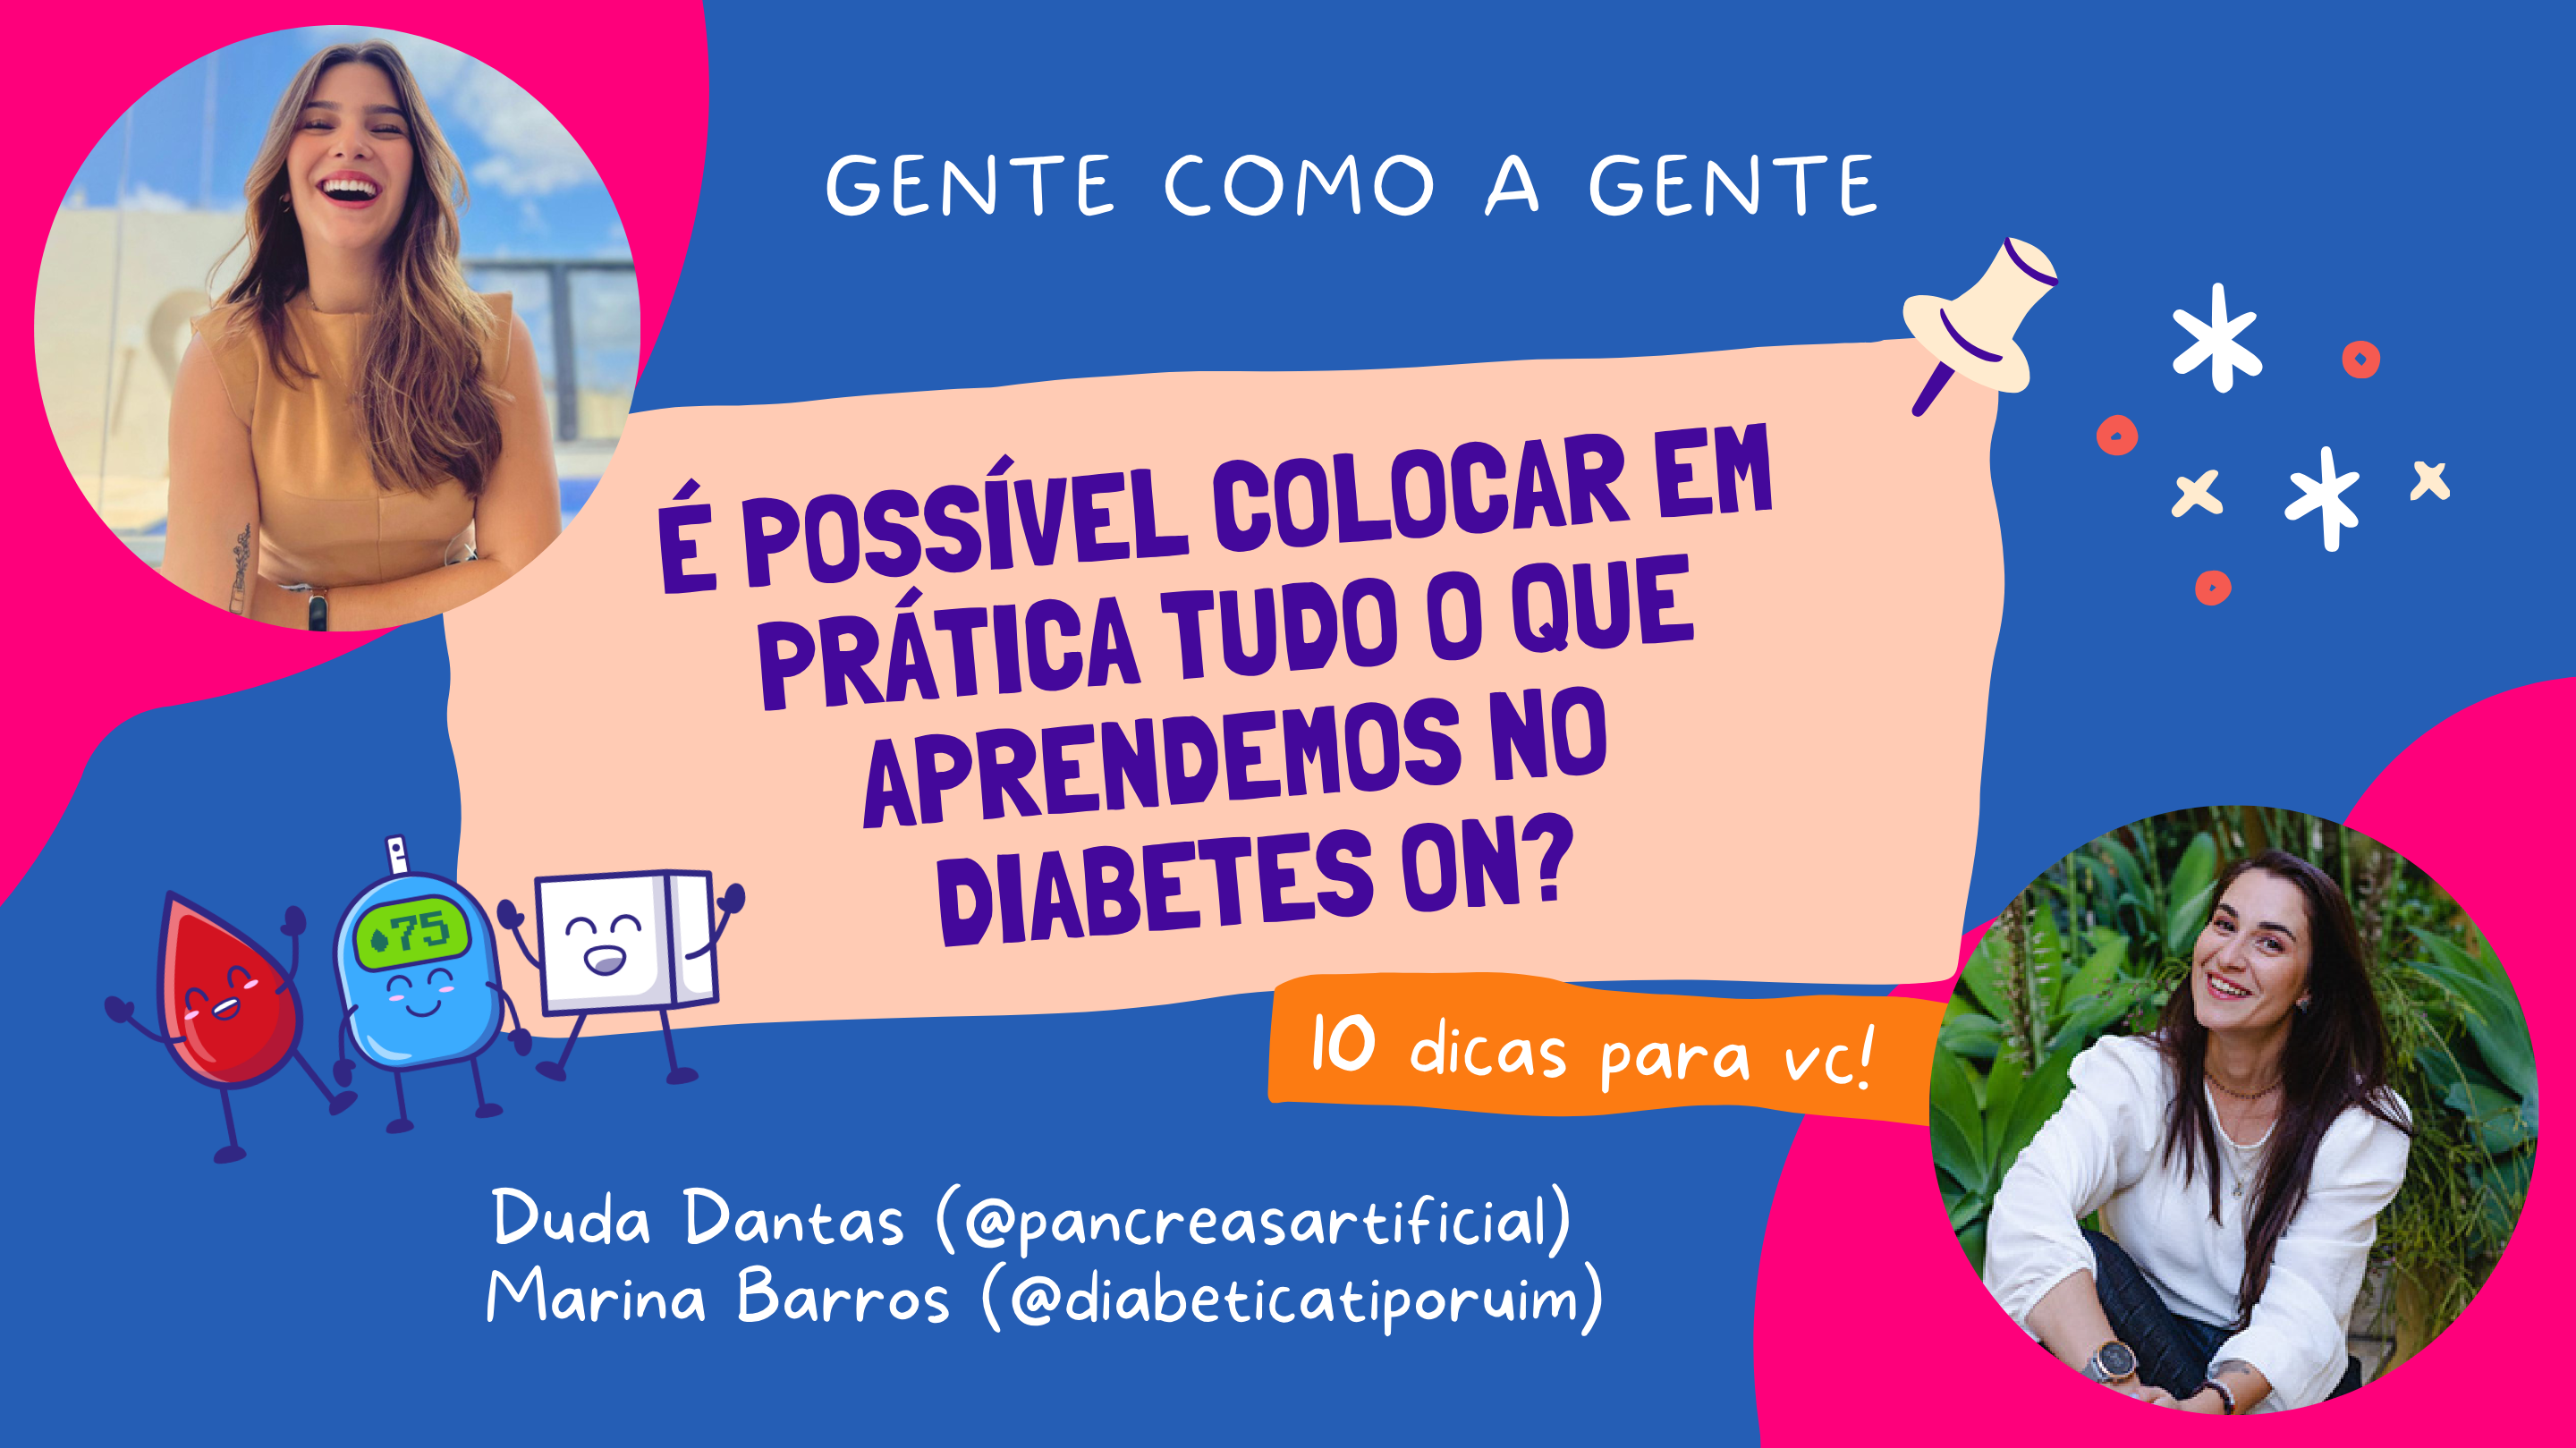 GENTE COMO A GENTE
É POSSÍVEL COLOCAR EM
PRÁTICA TUDO O QUE
APRENDEMOS NO
DIABETES ON?
75
10 dicas para vc!
Duda Dantas (@pancreasartificial)
Marina Barros (@diabeticatiporuim)